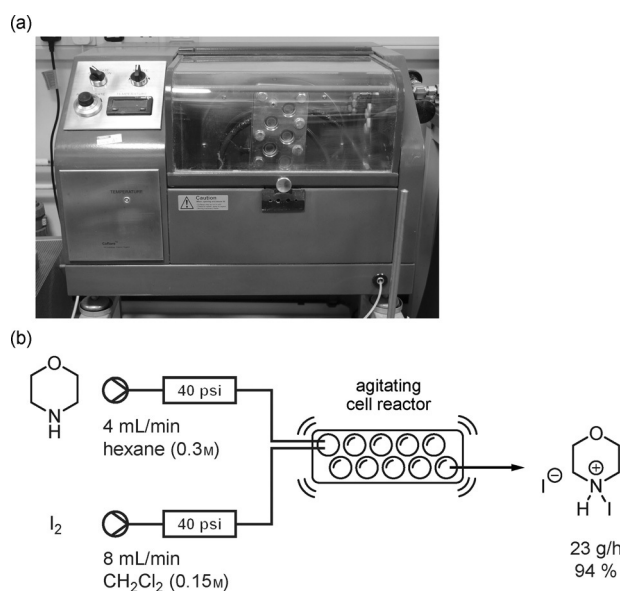 (a)
TEMPERATURE
Caution
(b)
O
N
H
40 psi
4 mL/min
hexane (0.3M)
agitating
cell reactor
I2
40 psi
8 mL/min
CH2Cl2 (0.15M)
O
I⊖
⊕
N
H I
23 g/h
94 %